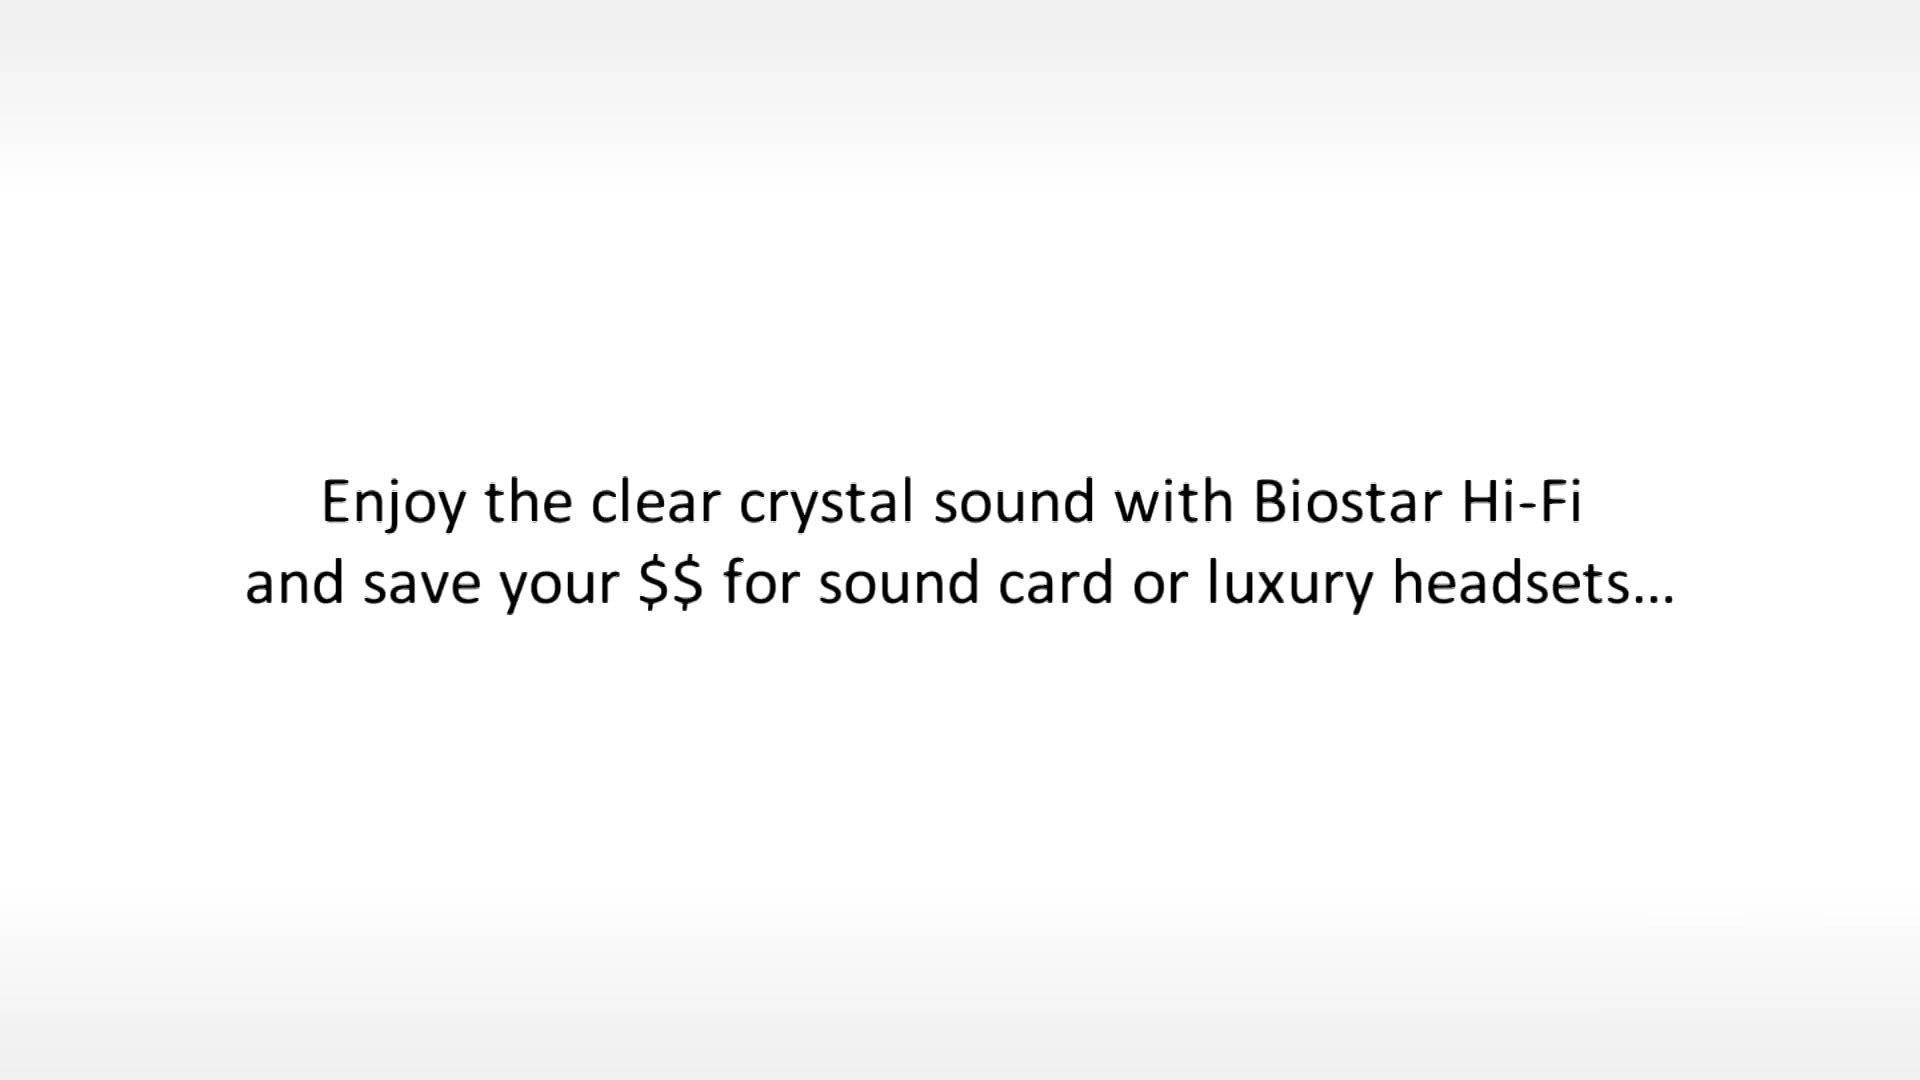 Enjoy the clear crystal sound with Biostar Hi-Fi
and save your $$ for sound card or luxury headsets...